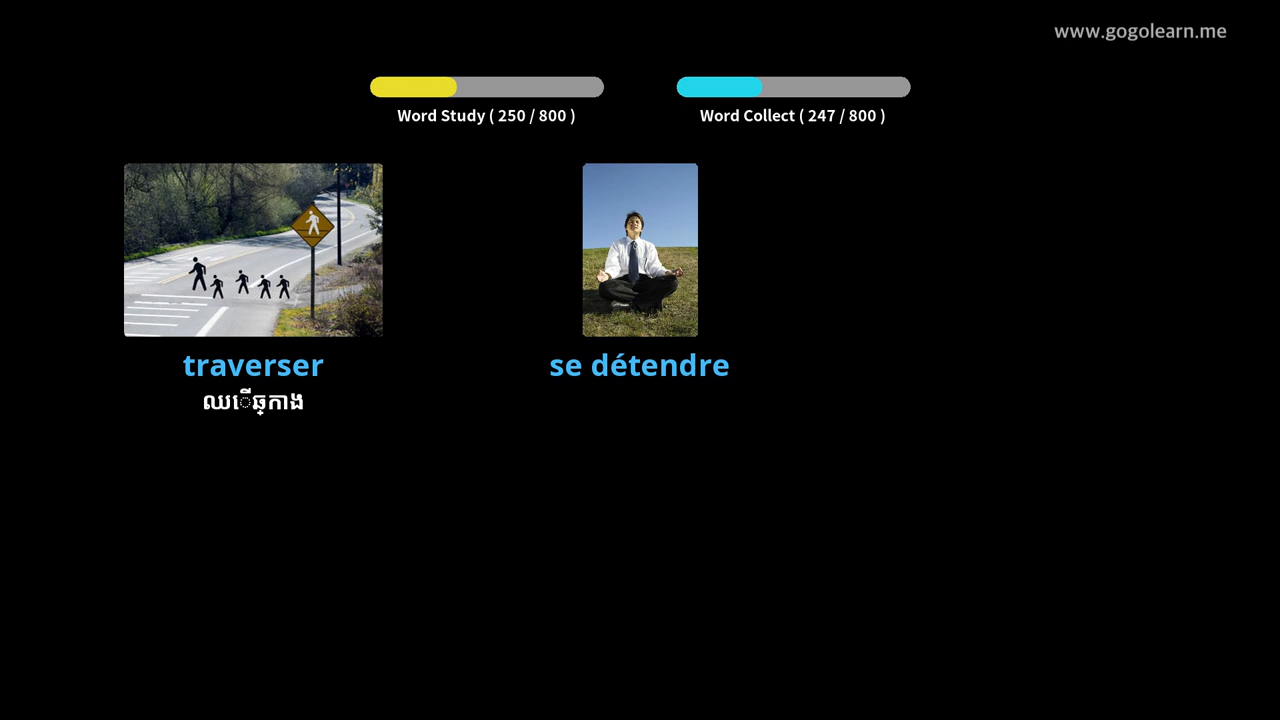 www.gogolearn.me
Word Study ( 250 / 800 )
Word Collect ( 247 / 800 )
traverser
se détendre
ឈើឆ្កាង